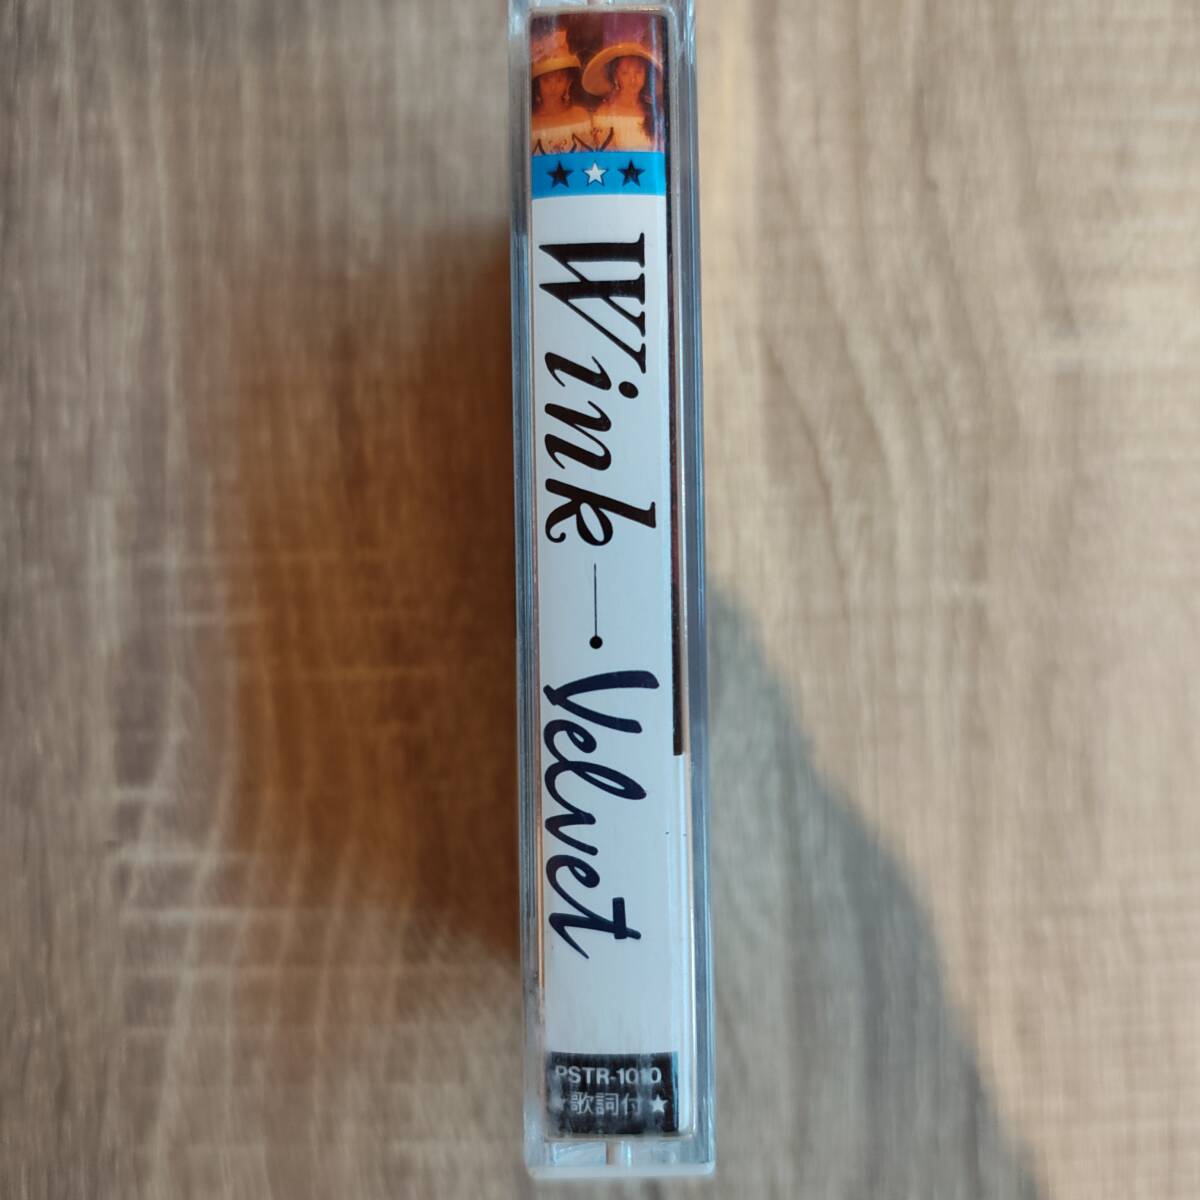 Wink
Velvet
PSTR-1010
★歌詞付★